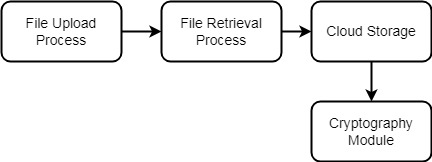 File Upload
Process
File Retrieval
Process
Cloud Storage
Cryptography
Module